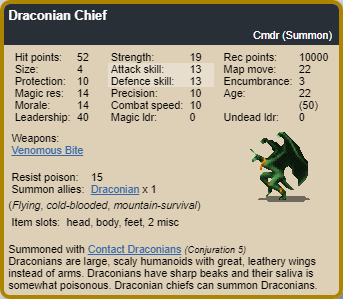 Draconian Chief
Cmdr (Summon)
Hit points: 52 Strength: 19 Rec points: 10000
Size: 4 Attack skill: 13 Map move: 22
Protection: 10 Defence skill: 13 Encumbrance: 3
Magic res: 14 Precision: 10 Age: 22
Morale: 14 Combat speed: 10 (50)
Leadership: 40 Magic ldr: 0 Undead ldr: 0
Weapons:
Venomous Bite
Resist poison: 15
Summon allies: Draconian x 1
(Flying, cold-blooded, mountain-survival)
Item slots: head, body, feet, 2 misc
Summoned with Contact Draconians (Conjuration 5)
Draconians are large, scaly humanoids with great, leathery wings
instead of arms. Draconians have sharp beaks and their saliva is
somewhat poisonous. Draconian chiefs can summon Draconians.